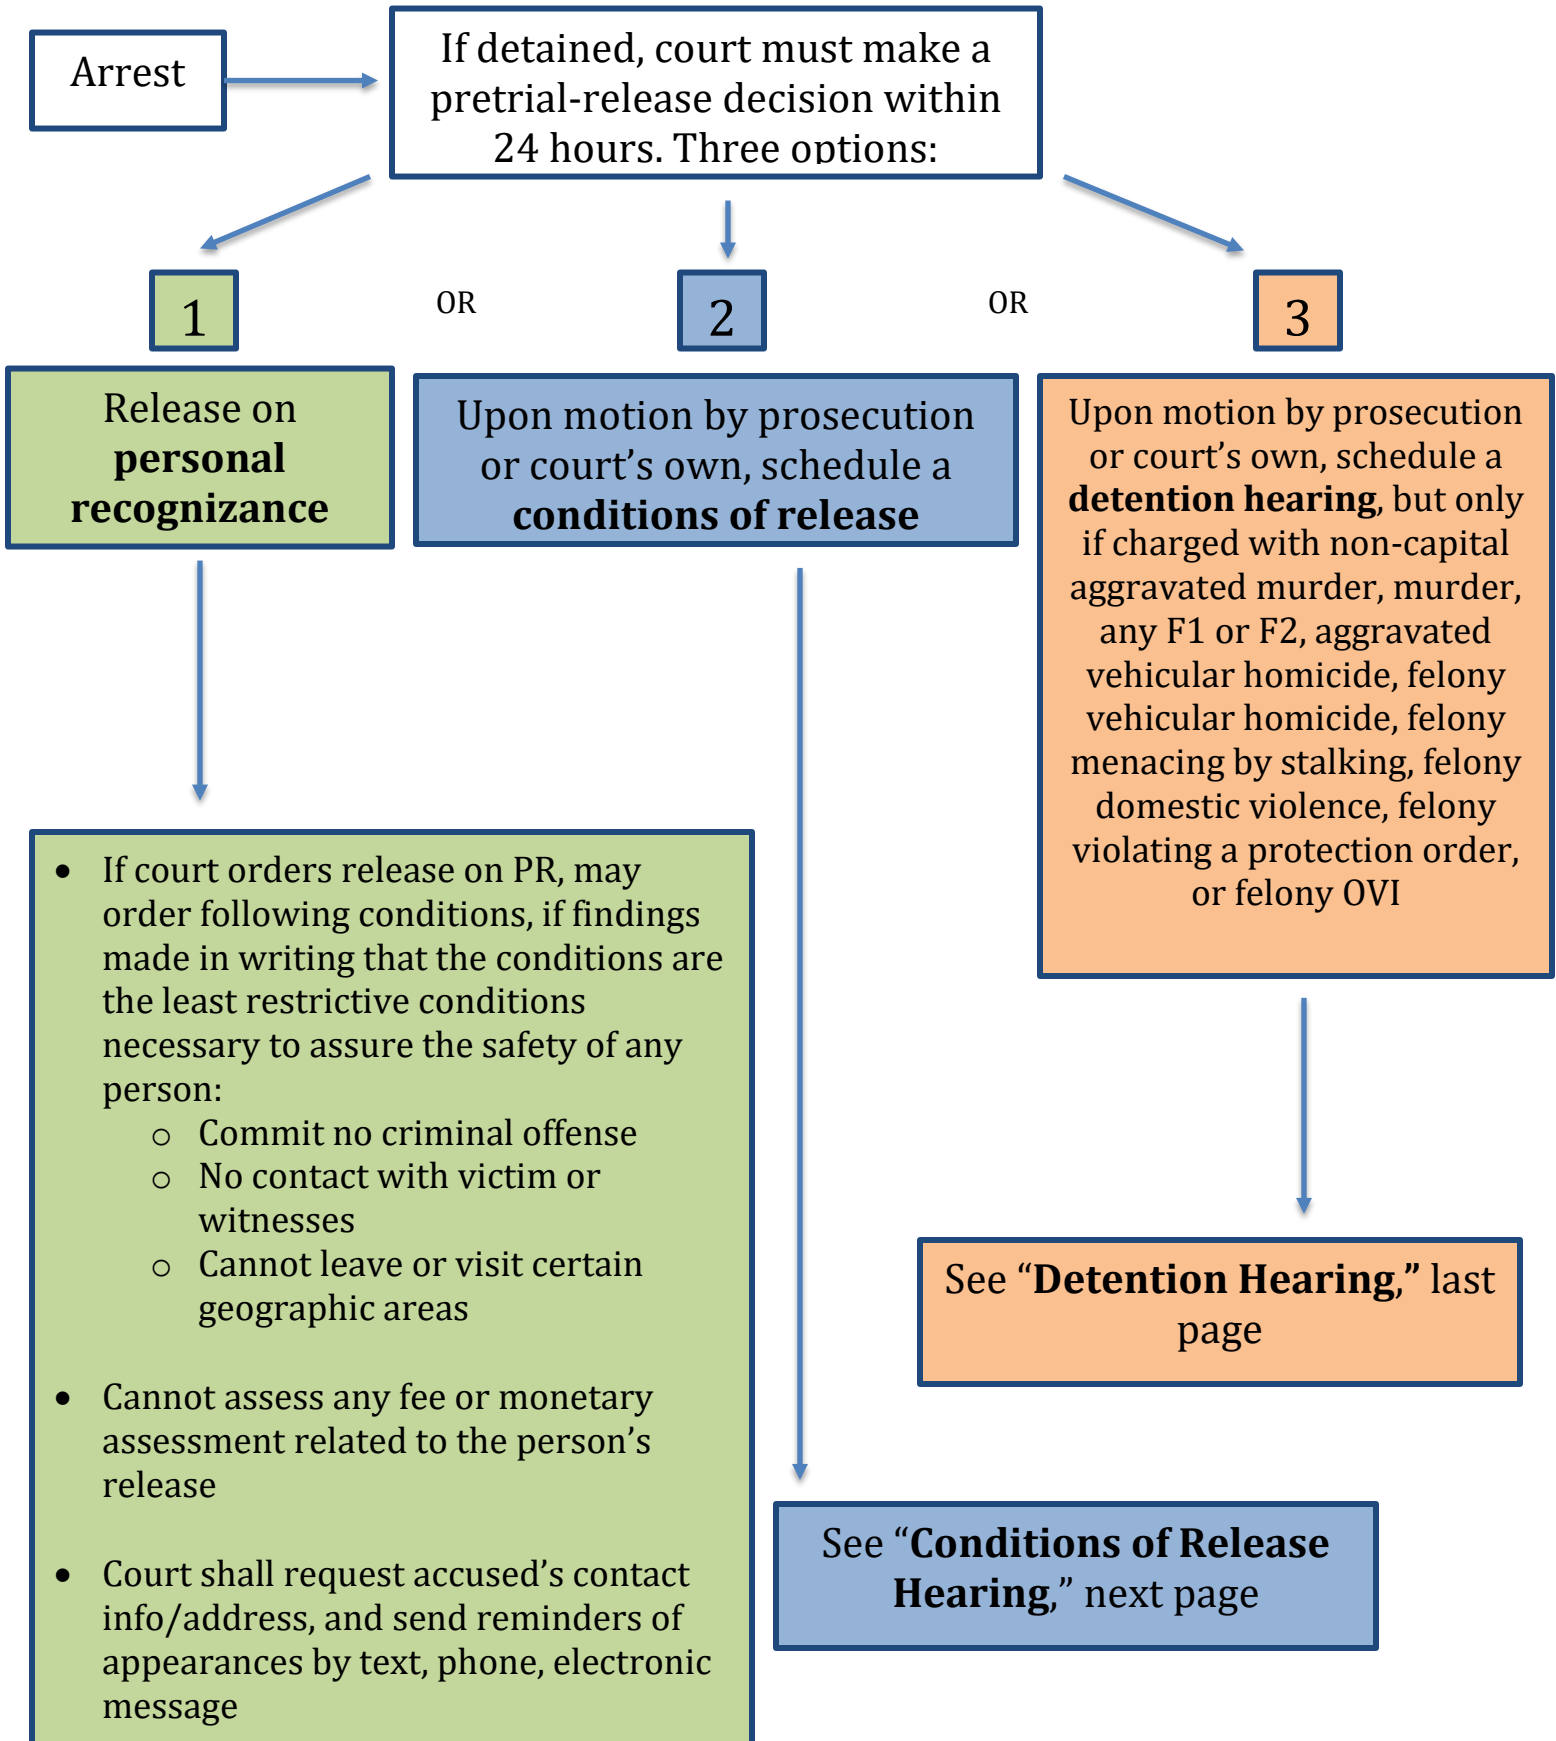 Arrest
If detained, court must make a
pretrial-release decision within
24 hours. Three options:
1
OR
2
OR
3
Release on
personal
recognizance
Upon motion by prosecution
or court’s own, schedule a
conditions of release
Upon motion by prosecution
or court’s own, schedule a
detention hearing, but only
if charged with non-capital
aggravated murder, murder,
any F1 or F2, aggravated
vehicular homicide, felony
vehicular homicide, felony
menacing by stalking, felony
domestic violence, felony
violating a protection order,
or felony OVI
• If court orders release on PR, may
order following conditions, if findings
made in writing that the conditions are
the least restrictive conditions
necessary to assure the safety of any
person:
o Commit no criminal offense
o No contact with victim or
witnesses
o Cannot leave or visit certain
geographic areas
• Cannot assess any fee or monetary
assessment related to the person’s
release
• Court shall request accused’s contact
info/address, and send reminders of
appearances by text, phone, electronic
message
See “Detention Hearing,” last
page
See “Conditions of Release
Hearing,” next page